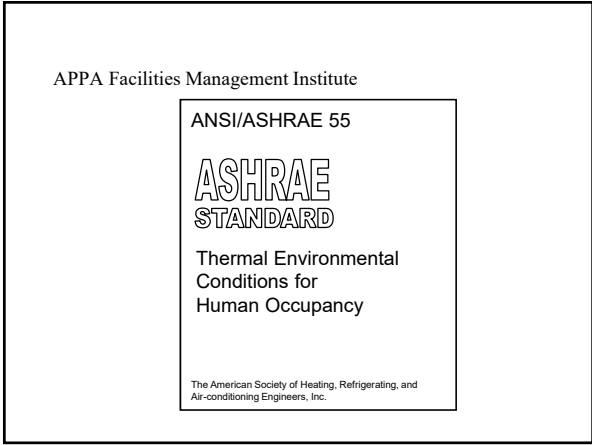 APPA Facilities Management Institute
ANSI/ASHRAE 55
ASHRAE
STANDARD
Thermal Environmental
Conditions for
Human Occupancy
The American Society of Heating, Refrigerating, and
Air-conditioning Engineers, Inc.